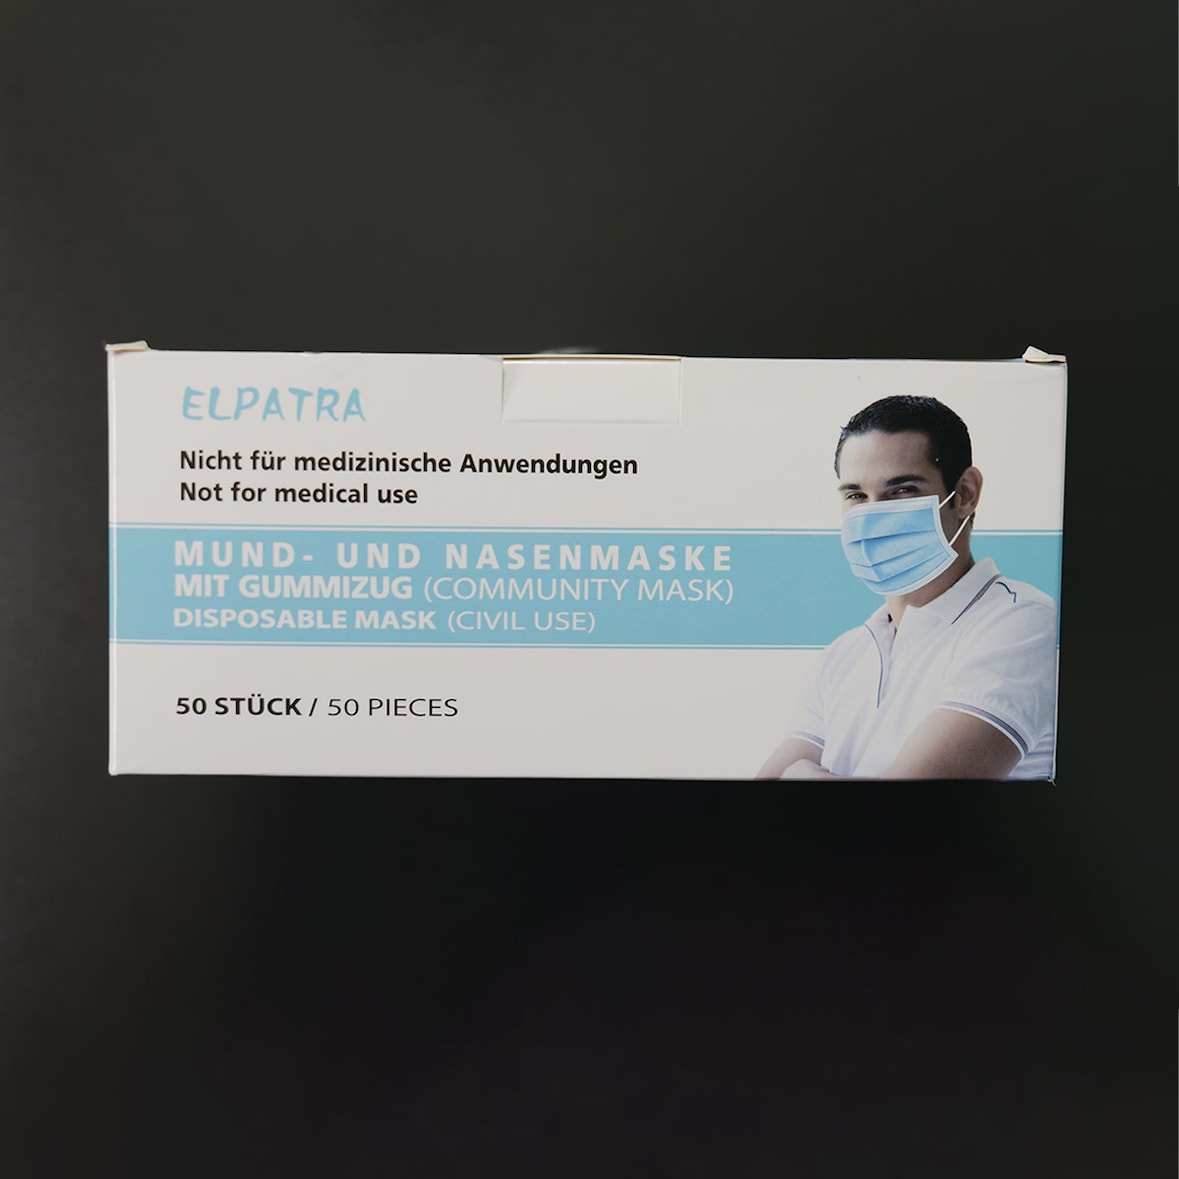 ELPATRA
Nicht für medizinische Anwendungen
Not for medical use
MUND- UND NASENMASKE
MIT GUMMIZUG (COMMUNITY MASK)
DISPOSABLE MASK (CIVIL USE)
50 STÜCK / 50 PIECES